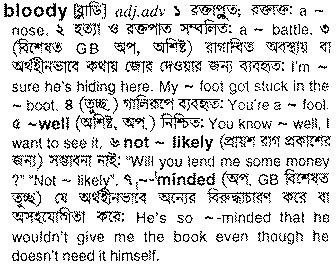 bloody [ব্লাডি] adj.adv ১ রক্তাপ্লুত; রক্তাক্ত: a ~
nose. ২ হত্যা ও রক্তপাত সম্বলিত: a ~ battle. ৩
(বিশেষত GB অপ, অশিষ্ট) রাগান্বিত অবস্থায় বা
অর্থহীনভাবে কথায় জোর দেওয়ার জন্য ব্যবহৃত: I'm ~
sure he's hiding here. My ~ foot got stuck in the
~ boot. ৪ (তুচ্ছ.) গালিরূপে ব্যবহৃত: You're a ~ fool.
৫ ~well (অশিষ্ট, অপ.) নিশ্চিত: You know ~ well, I
want to see it. ৬ not ~ likely (প্রায়শ রাগ প্রকাশের
জন্য) সম্ভাবনা নাই: "Will you lend me some money
?" "Not ~ likely". ৭ ~-minded (অপ, GB বিশেষত
তুচ্ছ) যে অর্থহীনভাবে অন্যের বিরুদ্ধাচারণ করে বা
অসহযোগিতা করে: He's so ~-minded that he
wouldn't give me the book even though he
doesn't need it himself.